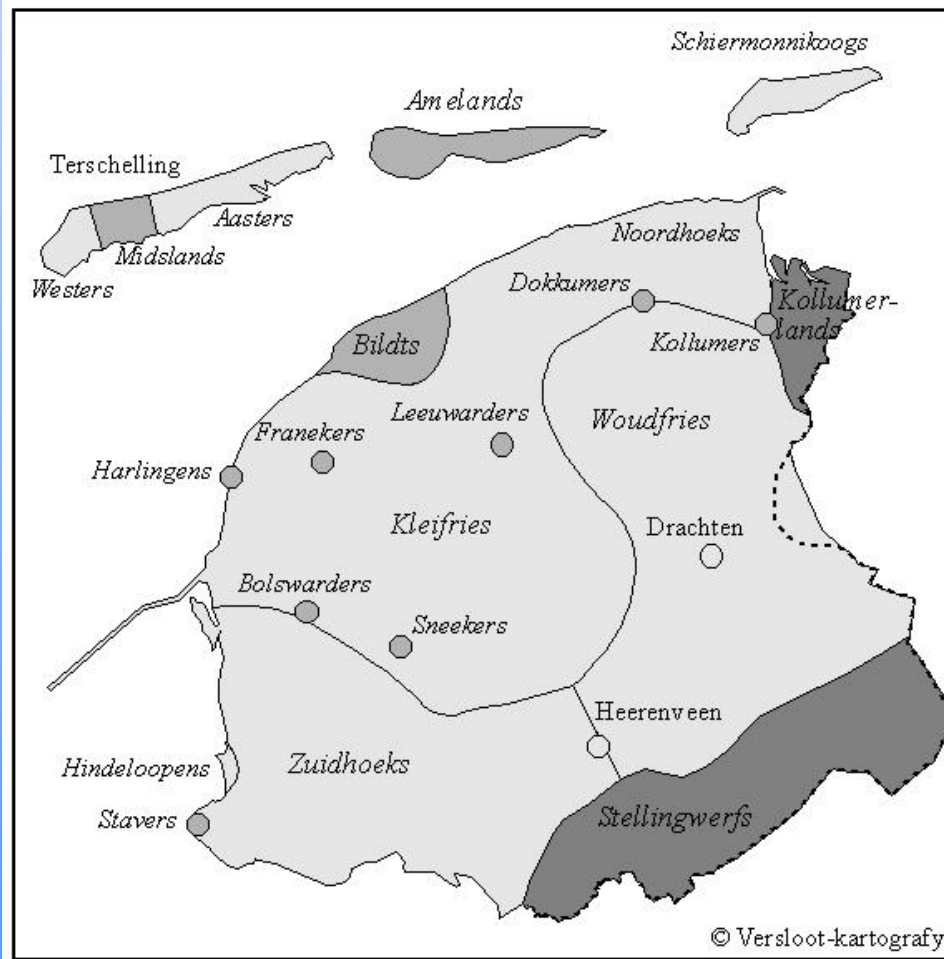 Schiermonnikoogs
Amelands
Terschelling
Aasters
Midslands
Westers
Noordhoeks
Dokkumers
Kollumer-
lands
Kollumers
Bildts
Leeuwarders
Woudfries
Franekers
Harlingens
Kleifries
Drachten
Bolswarders
Sneekers
Heerenveen
Zuidhoeks
Hindeloopens
Stavers
Stellingwerfs
© Versloot-kartografy